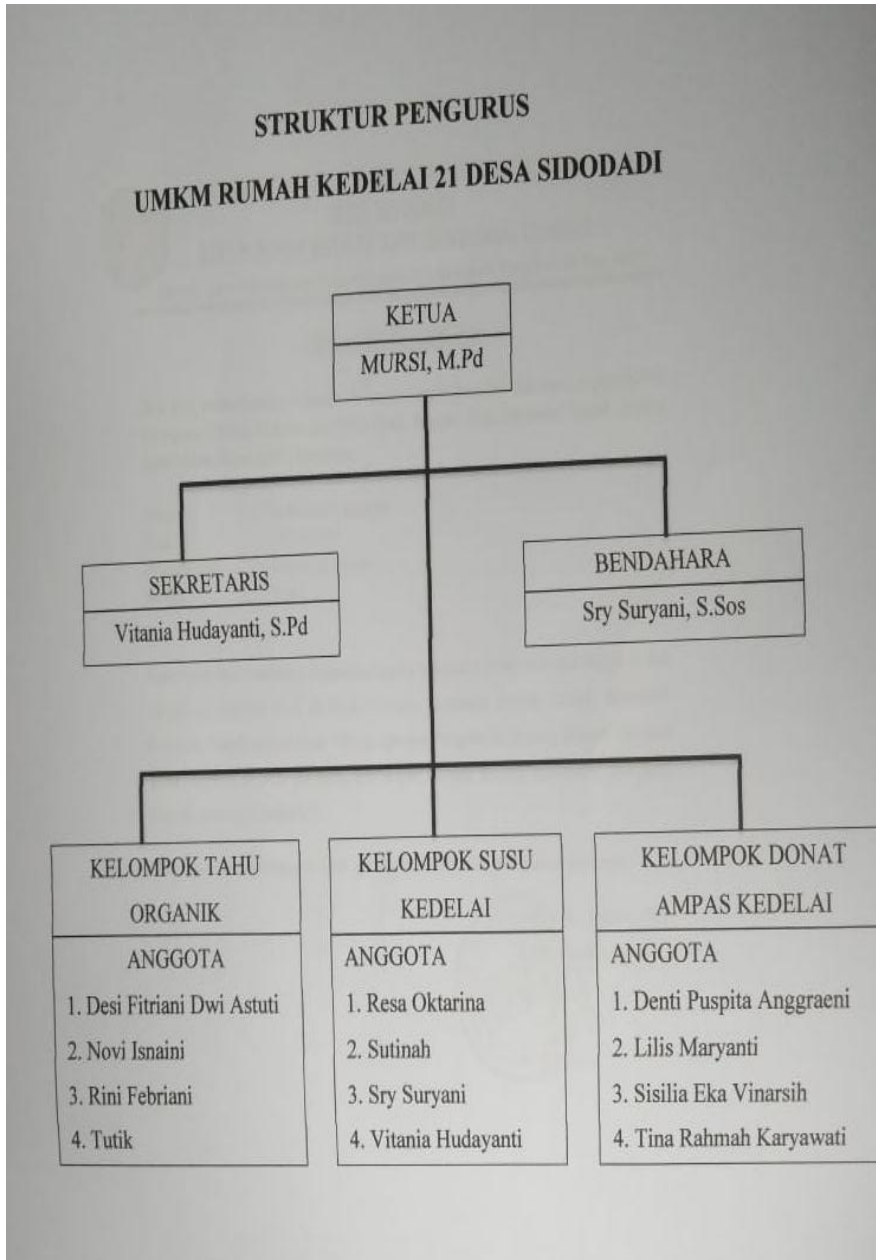 STRUKTUR PENGURUS
UMKM RUMAH KEDELAI 21 DESA SIDODADI
KETUA
MURSI, M.Pd
SEKRETARIS
Vitania Hudayanti, S.Pd
BENDAHARA
Sry Suryani, S.Sos
KELOMPOK TAHU
ORGANIK
ANGGOTA
1. Desi Fitriani Dwi Astuti
2. Novi Isnaini
3. Rini Febriani
4. Tutik
KELOMPOK SUSU
KEDELAI
ANGGOTA
1. Resa Oktarina
2. Sutinah
3. Sry Suryani
4. Vitania Hudayanti
KELOMPOK DONAT
AMPAS KEDELAI
ANGGOTA
1. Denti Puspita Anggraeni
2. Lilis Maryanti
3. Sisilia Eka Vinarsih
4. Tina Rahmah Karyawati